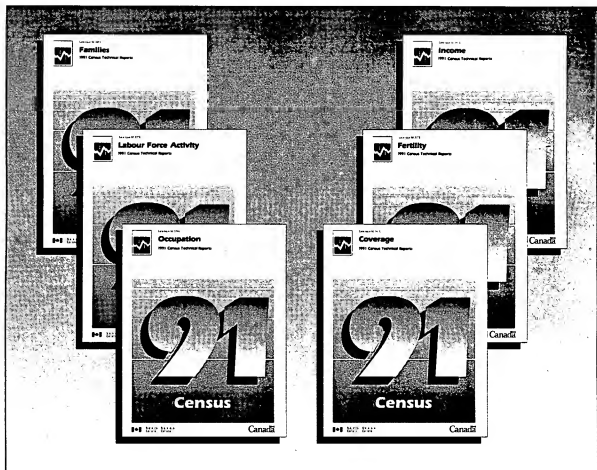 Families
1991 Census Technical Reports
Income
1991 Census Technical Reports
Canada
Labour Force Activity
1991 Census Technical Reports
Fertility
1991 Census Technical Reports
Canada
Occupation
1991 Census Technical Reports
91
Census
Canada
Coverage
1991 Census Technical Reports
91
Census
Canada